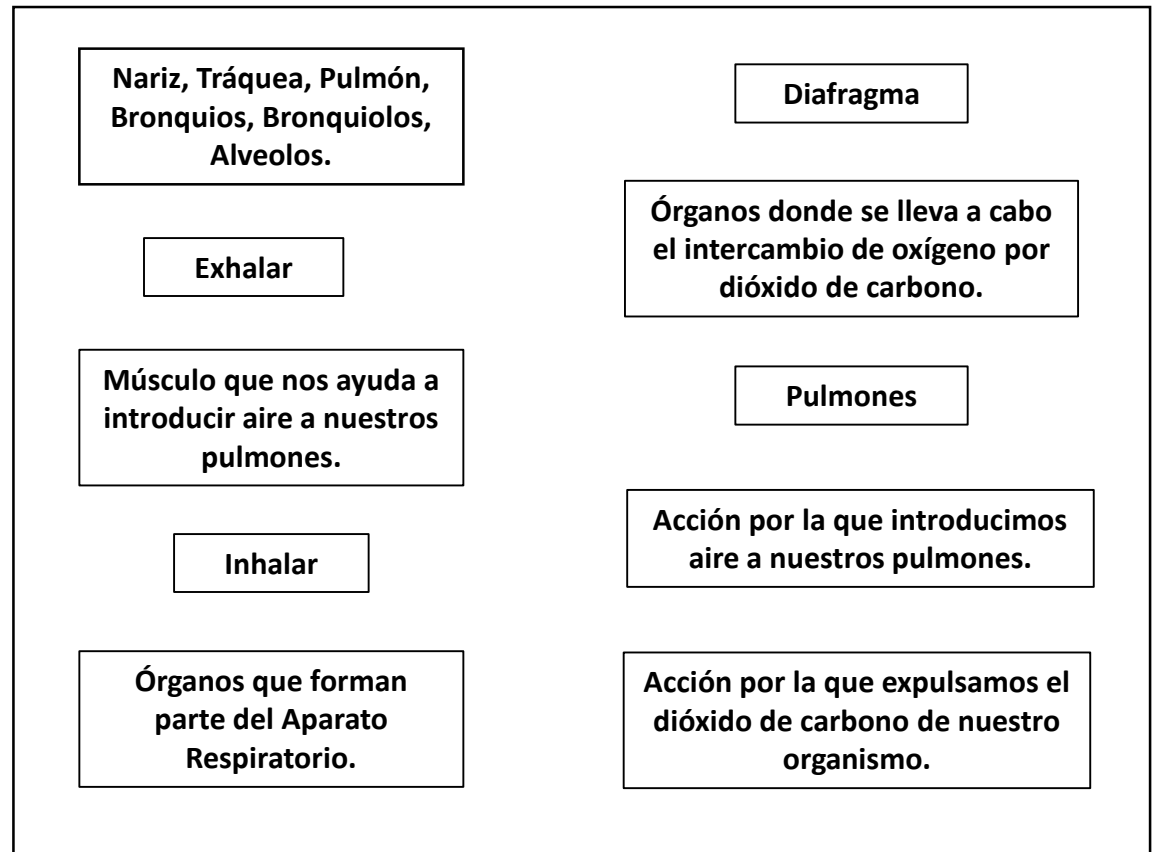 Nariz, Tráquea, Pulmón,
Bronquios, Bronquiolos,
Alveolos.
Diafragma
Órganos donde se lleva a cabo
el intercambio de oxígeno por
dióxido de carbono.
Exhalar
Músculo que nos ayuda a
introducir aire a nuestros
pulmones.
Pulmones
Acción por la que introducimos
aire a nuestros pulmones.
Inhalar
Órganos que forman
parte del Aparato
Respiratorio.
Acción por la que expulsamos el
dióxido de carbono de nuestro
organismo.